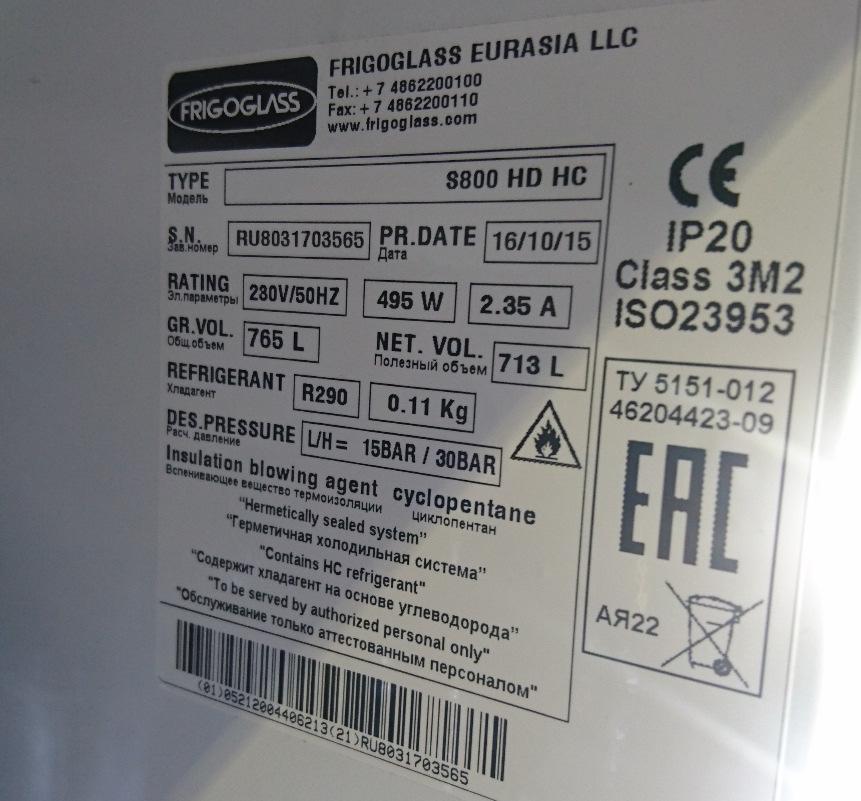 FRIGOGLASS
FRIGOGLASS EURASIA LLC
Tel.: + 7 4862200100
Fax: + 7 4862200110
www.frigoglass.com
TYPE S800 HD HC
Модель
S.N. RU8031703565 PR.DATE 16/10/15
Зав.номер Дата
RATING 230V/50HZ 495 W 2.35 A
Эл.параметры
GR.VOL. 765 L NET. VOL. 713 L
Общ.объем Полезный объем
REFRIGERANT R290 0.11 Kg
Хладагент
DES.PRESSURE L/H = 15BAR / 30BAR
Расч. давление
Insulation blowing agent cyclopentane
Вспенивающее вещество термоизоляции циклопентан
"Hermetically sealed system"
"Герметичная холодильная система"
"Contains HC refrigerant"
"Содержит хладагент на основе углеводорода"
"To be served by authorized personal only"
"Обслуживание только аттестованным персоналом"
(01)05212004406213(21)RU8031703565
CE
IP20
Class 3M2
ISO23953
ТУ 5151-012
46204423-09
EAC
АЯ22